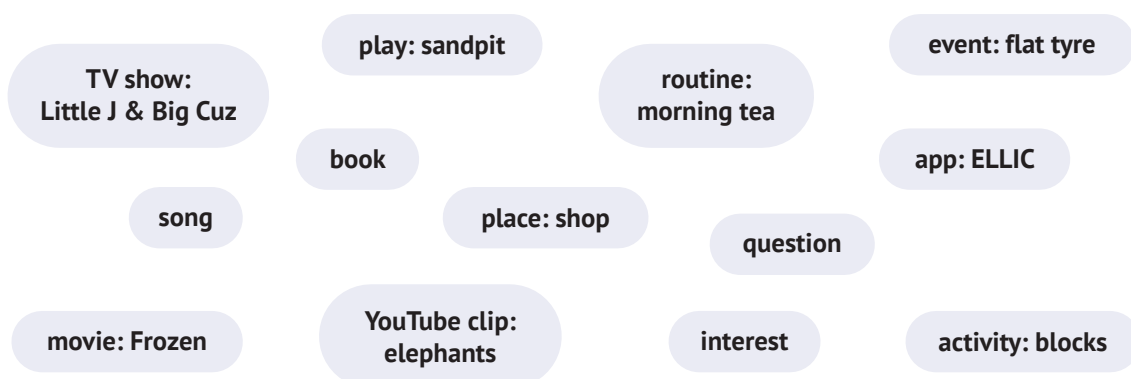 play: sandpit
event: flat tyre
TV show:
Little J & Big Cuz
routine:
morning tea
book
app: ELLIC
song
place: shop
question
movie: Frozen
YouTube clip:
elephants
interest
activity: blocks